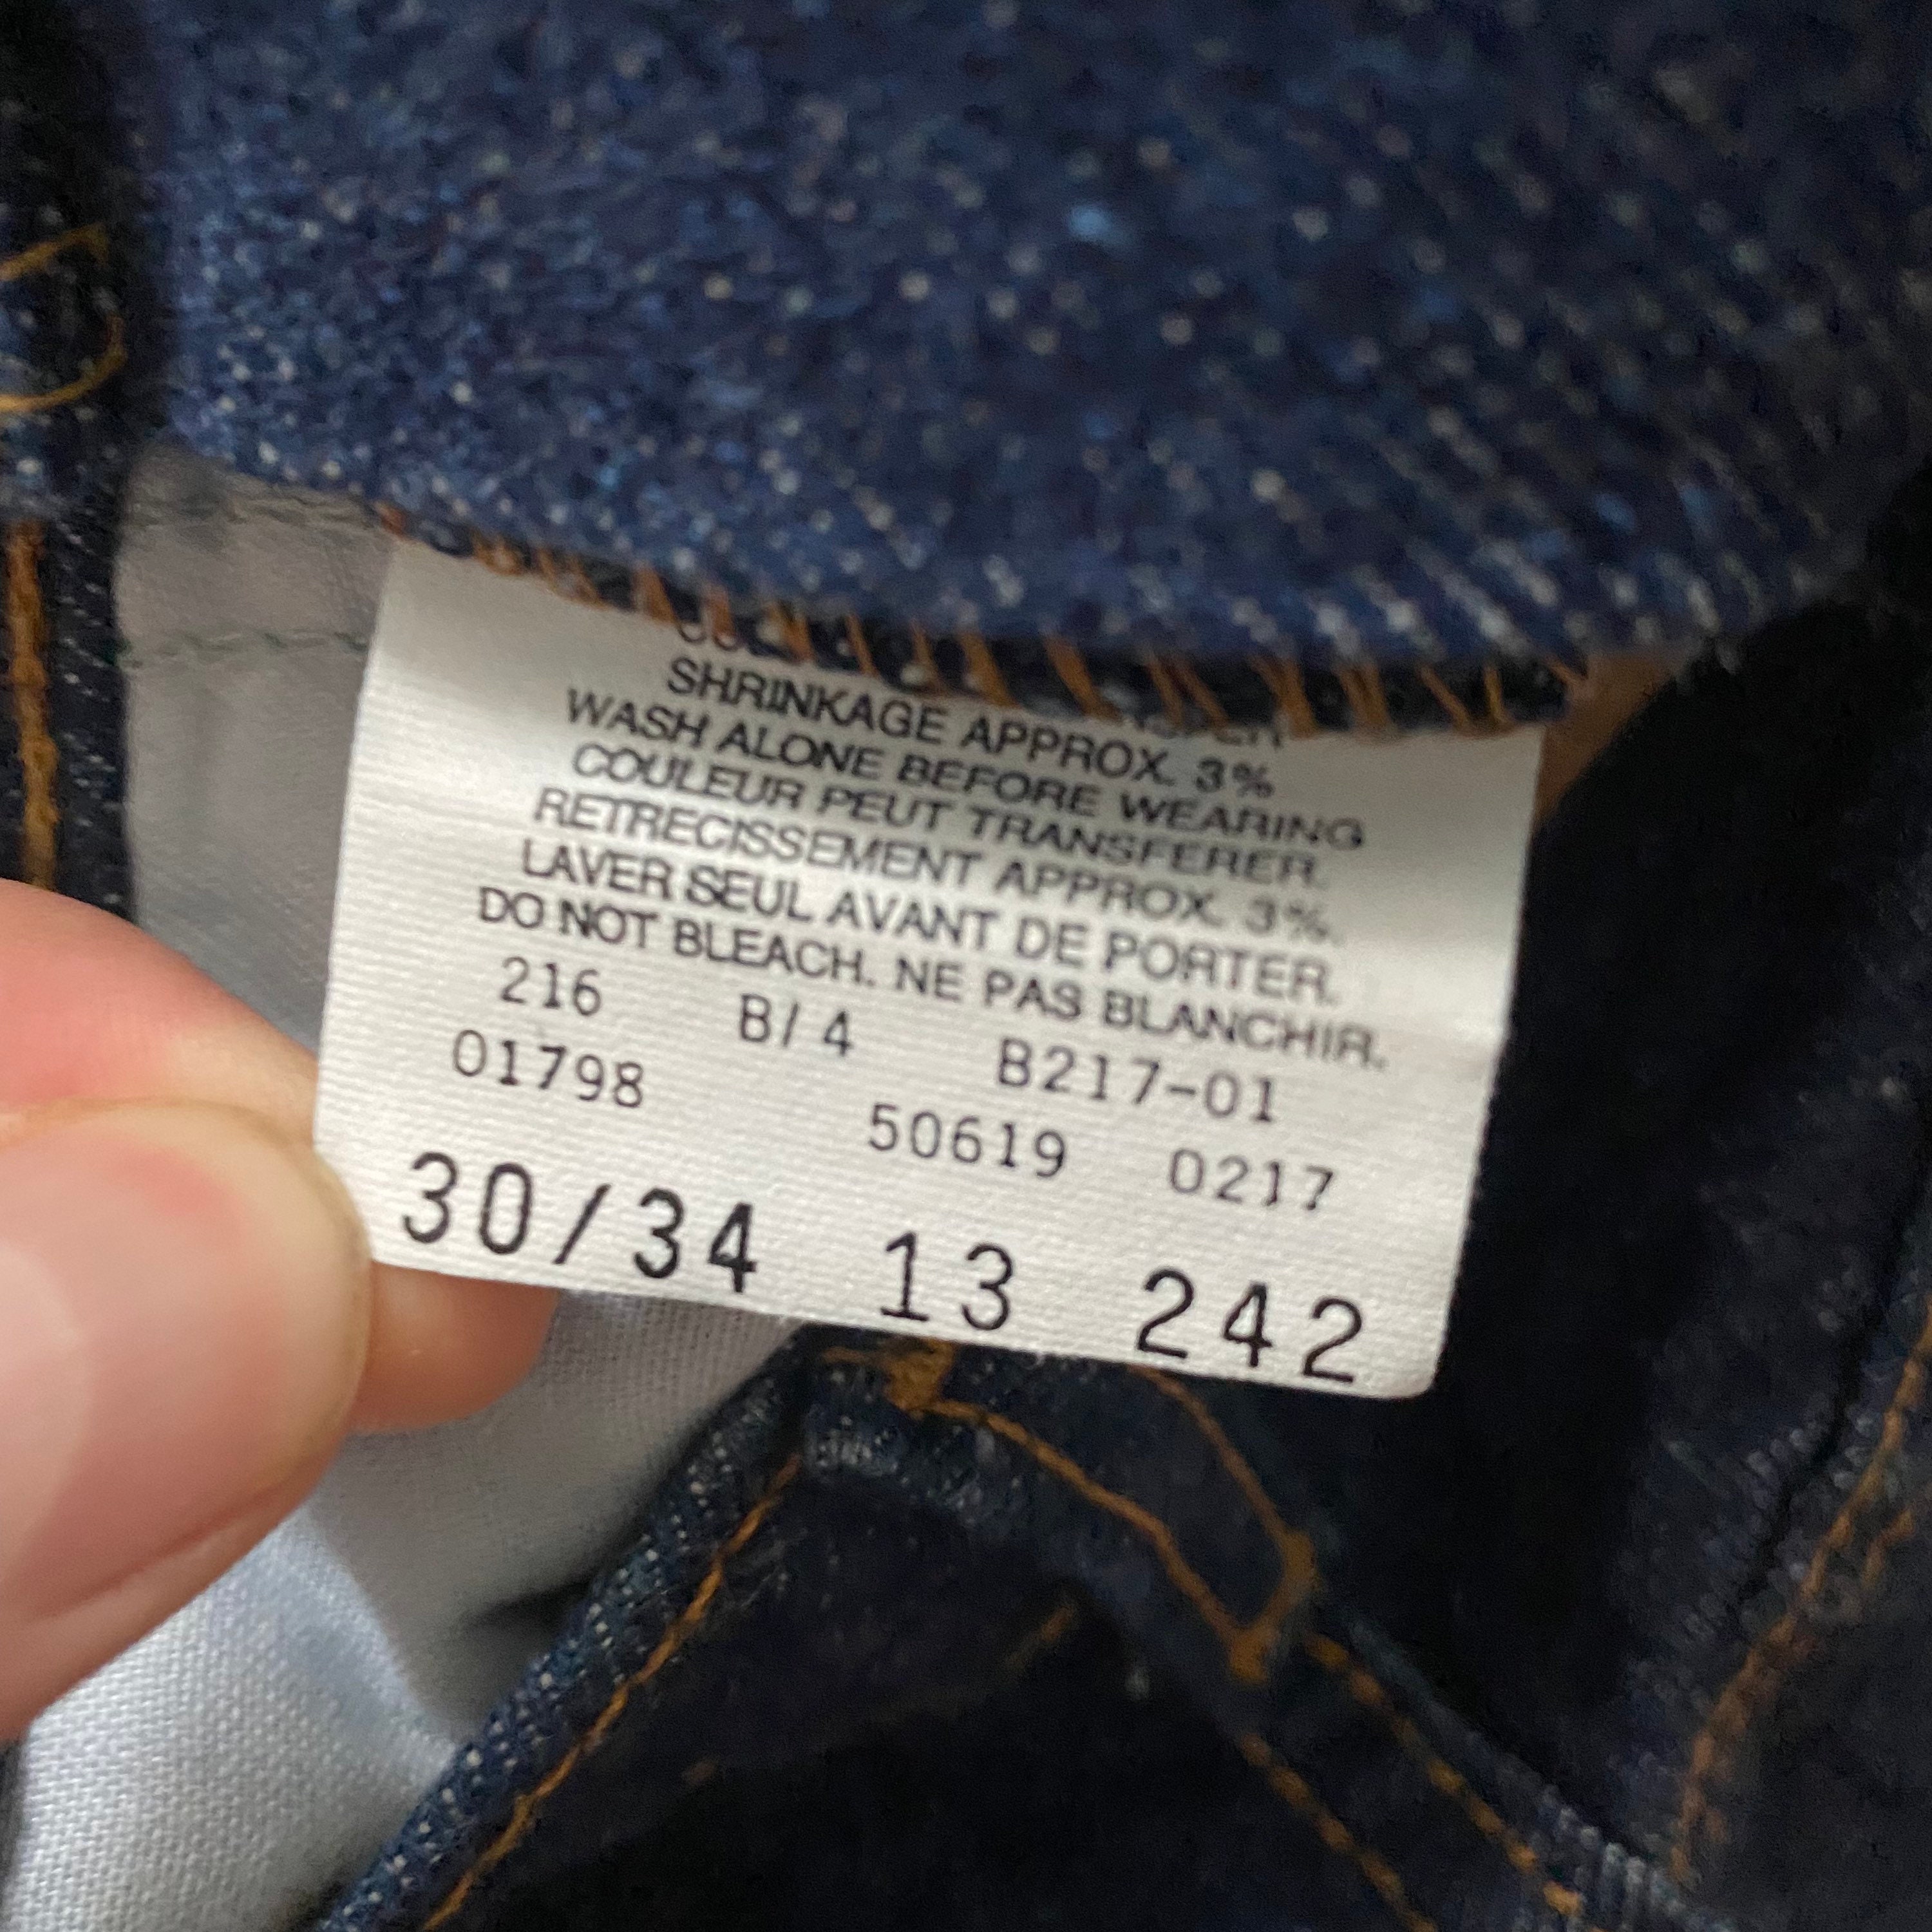 SHRINKAGE APPROX. 3%
WASH ALONE BEFORE WEARING
COULEUR PEUT TRANSFERER.
RETRECISSEMENT APPROX. 3%.
LAVER SEUL AVANT DE PORTER.
DO NOT BLEACH. NE PAS BLANCHIR.
216 B/4 B217-01
01798 50619 0217
30/34 13 242